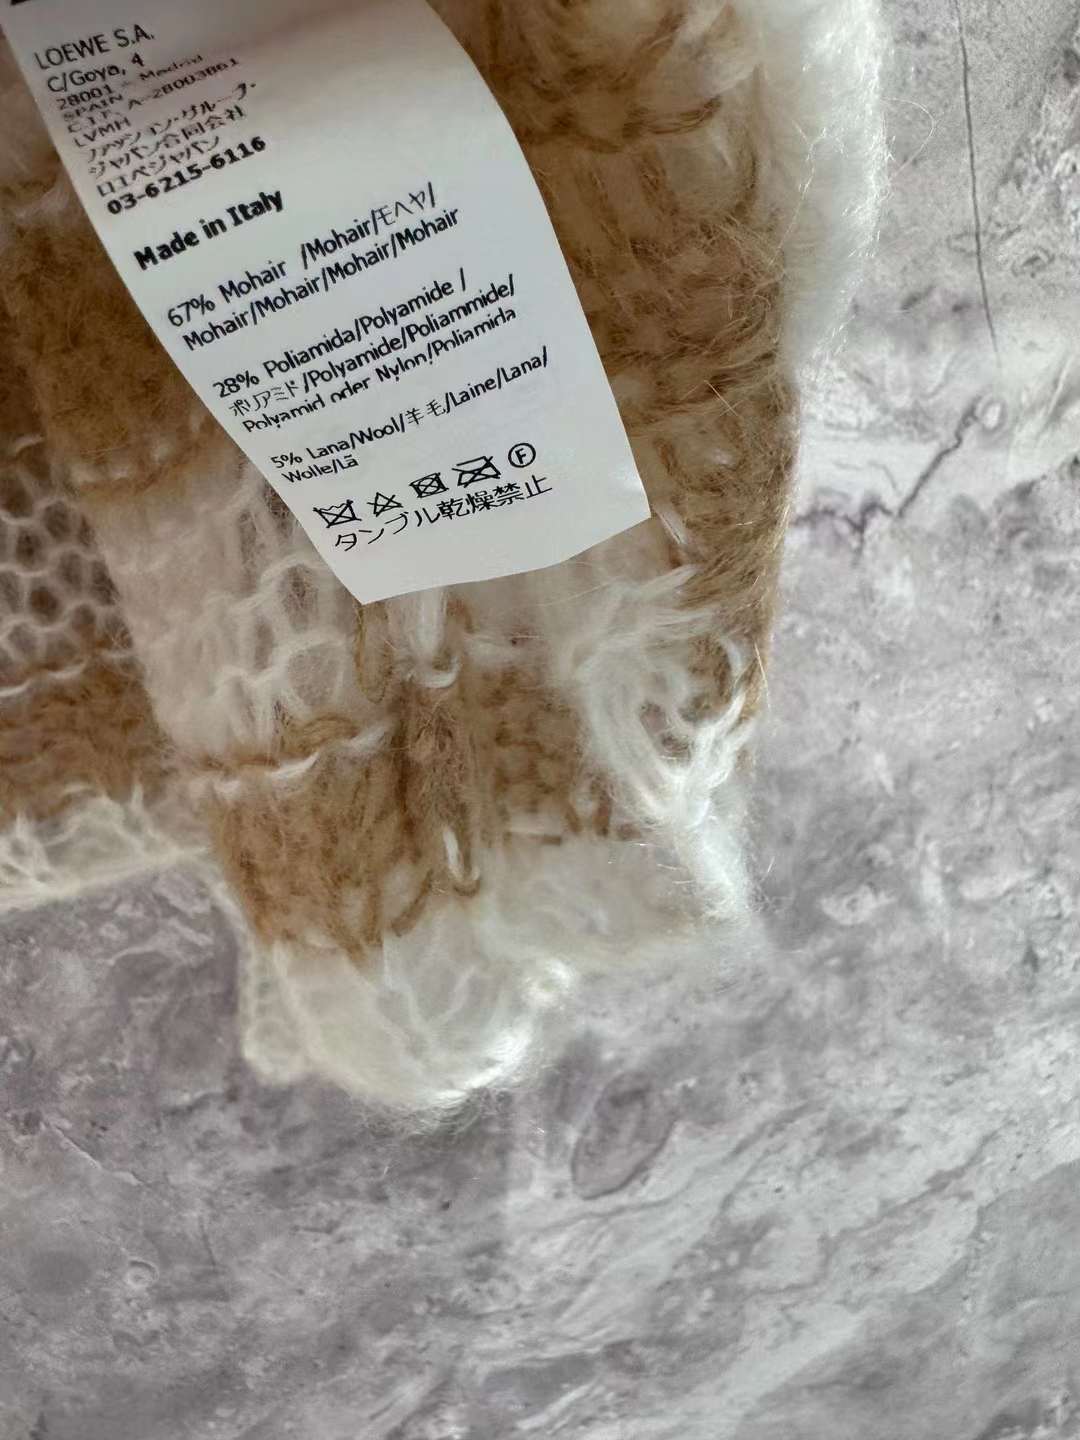 LOEWE S.A.
C/Goya, 4
28001 - Madrid
SPAIN
C.I.F. A-28003861
LVMH
ファッション・グループ・
ジャパン合同会社
ロエベジャパン
03-6215-6116
Made in Italy
67% Mohair /Mohair/モヘヤ/
Mohair/Mohair/Mohair/Mohair
28% Poliamida/Polyamide /
ポリアミド/Polyamide/Poliammide/
Polyamid oder Nylon/Poliamida
5% Lana/Wool/羊毛/Laine/Lana/
Wolle/Lã
F
タンブル乾燥禁止